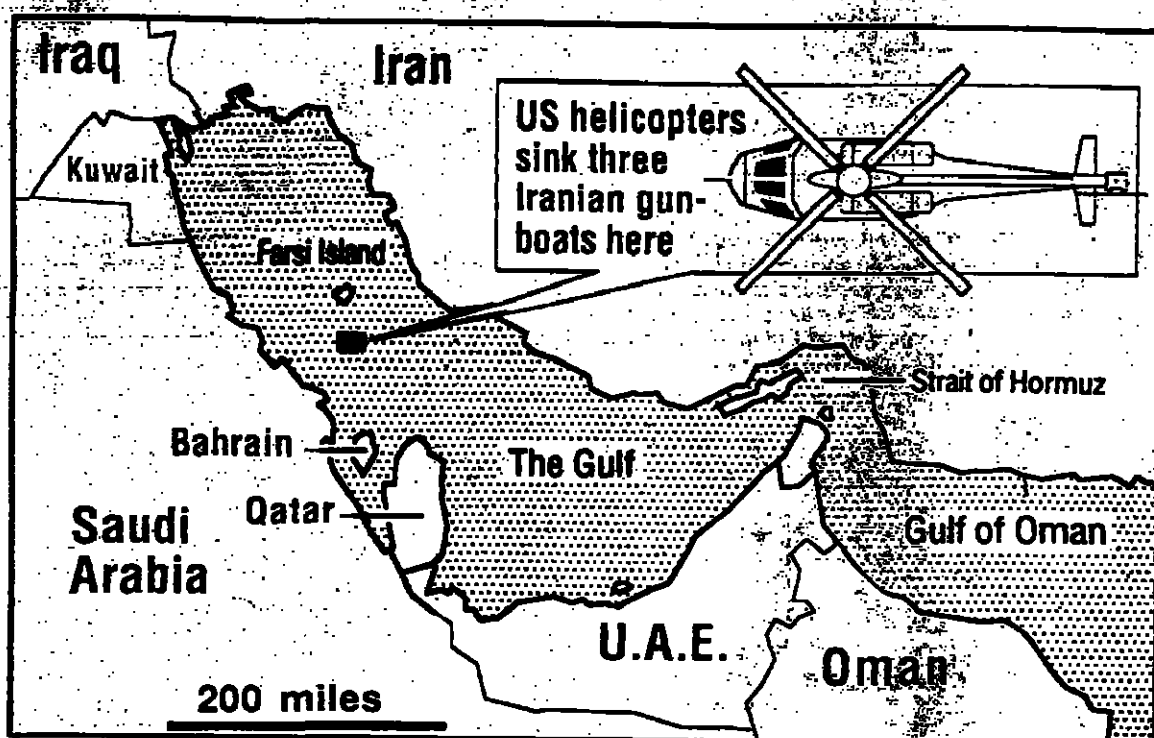 Iraq
Iran
US helicopters
sink three
Iranian gun-
boats here
Kuwait
Farsi Island
Strait of Hormuz
Bahrain
The Gulf
Qatar
Saudi
Arabia
Gulf of Oman
U.A.E.
Oman
200 miles